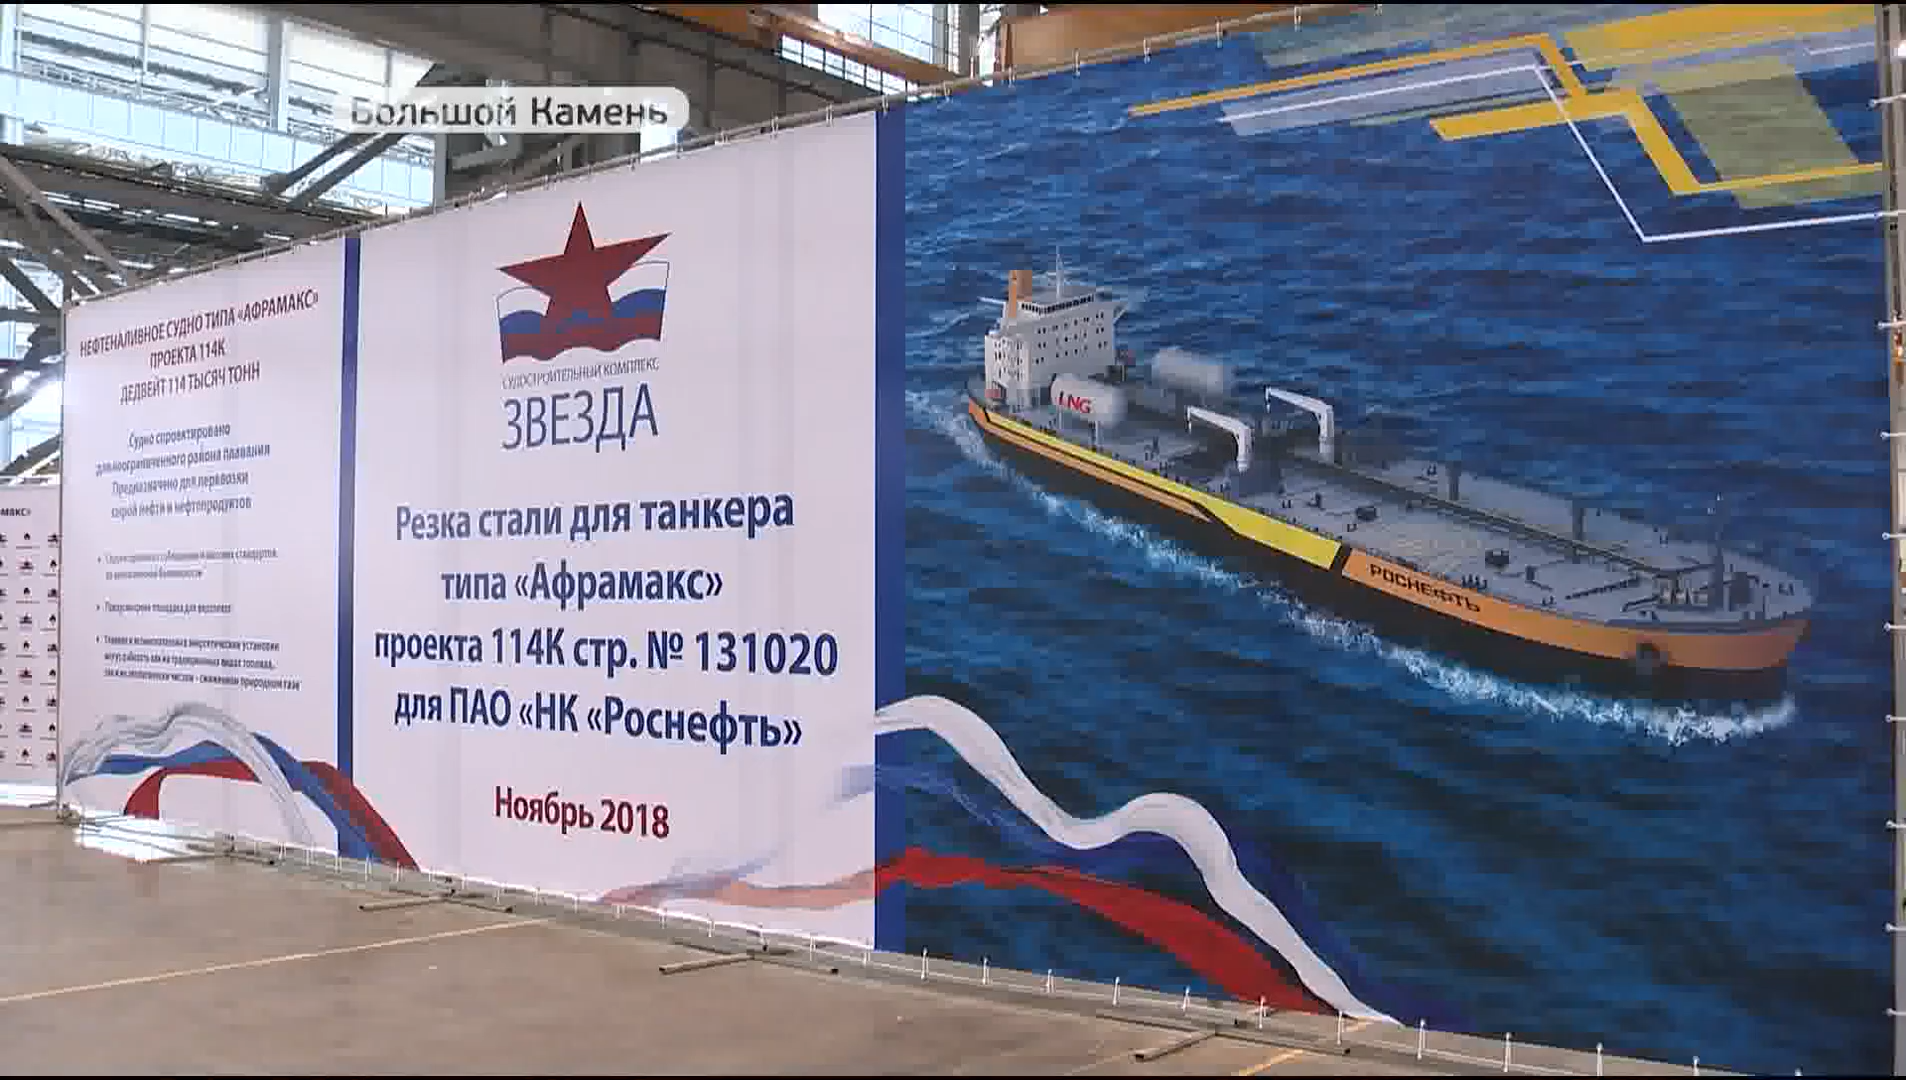 Большой Камень
НЕФТЕНАЛИВНОЕ СУДНО ТИПА «АФРАМАКС»
ПРОЕКТА 114К
ДЕДВЕЙТ 114 ТЫСЯЧ ТОНН
Судно спроектировано
для неограниченного района плавания
Предназначено для перевозки
сырой нефти и нефтепродуктов
СУДОСТРОИТЕЛЬНЫЙ КОМПЛЕКС
ЗВЕЗДА
Резка стали для танкера
типа «Афрамакс»
проекта 114К стр. № 131020
для ПАО «НК «Роснефть»
Ноябрь 2018
LNG
РОСНЕФТЬ